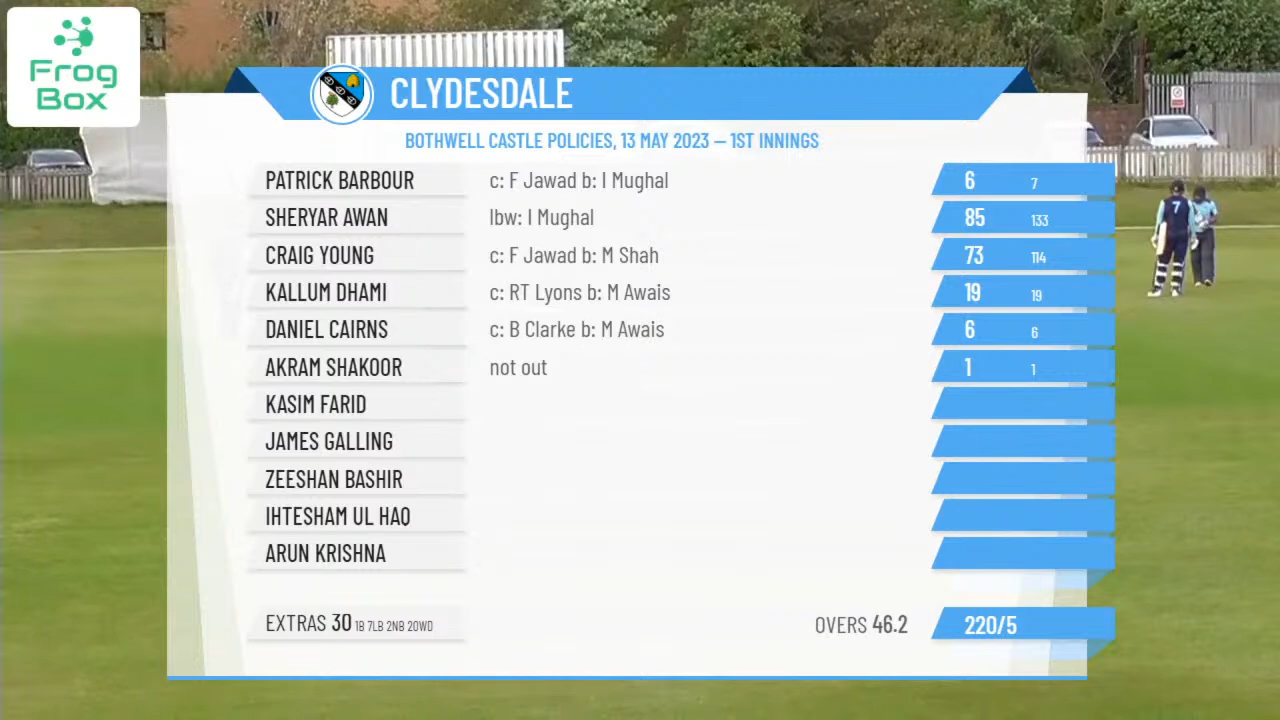 Frog
Box
CLYDESDALE
BOTHWELL CASTLE POLICIES, 13 MAY 2023 – 1ST INNINGS
PATRICK BARBOUR c: F Jawad b: I Mughal 6 7
SHERYAR AWAN lbw: I Mughal 85 133
CRAIG YOUNG c: F Jawad b: M Shah 73 114
KALLUM DHAMI c: RT Lyons b: M Awais 19 19
DANIEL CAIRNS c: B Clarke b: M Awais 6 6
AKRAM SHAKOOR not out 1 1
KASIM FARID
JAMES GALLING
ZEESHAN BASHIR
IHTESHAM UL HAQ
ARUN KRISHNA
EXTRAS 30 1B 7LB 2NB 20WD OVERS 46.2 220/5
7